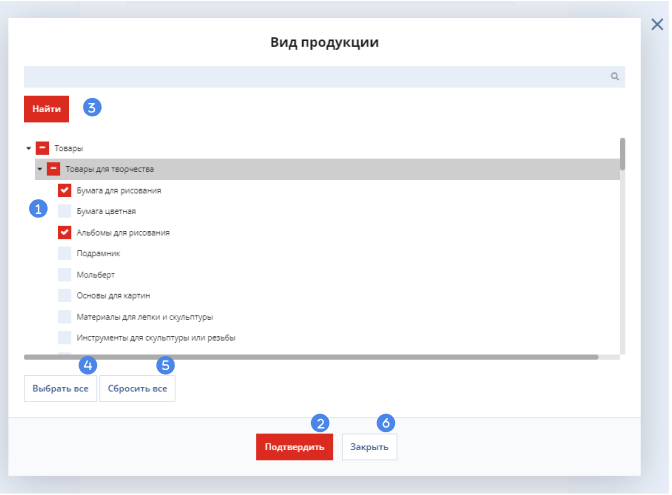 Вид продукции
Найти
3
Товары
Товары для творчества
Бумага для рисования
1
Бумага цветная
Альбомы для рисования
Подрамник
Мольберт
Основы для картин
Материалы для лепки и скульптуры
Инструменты для скульптуры или резьбы
4 5
Выбрать все Сбросить все
2 6
Подтвердить Закрыть